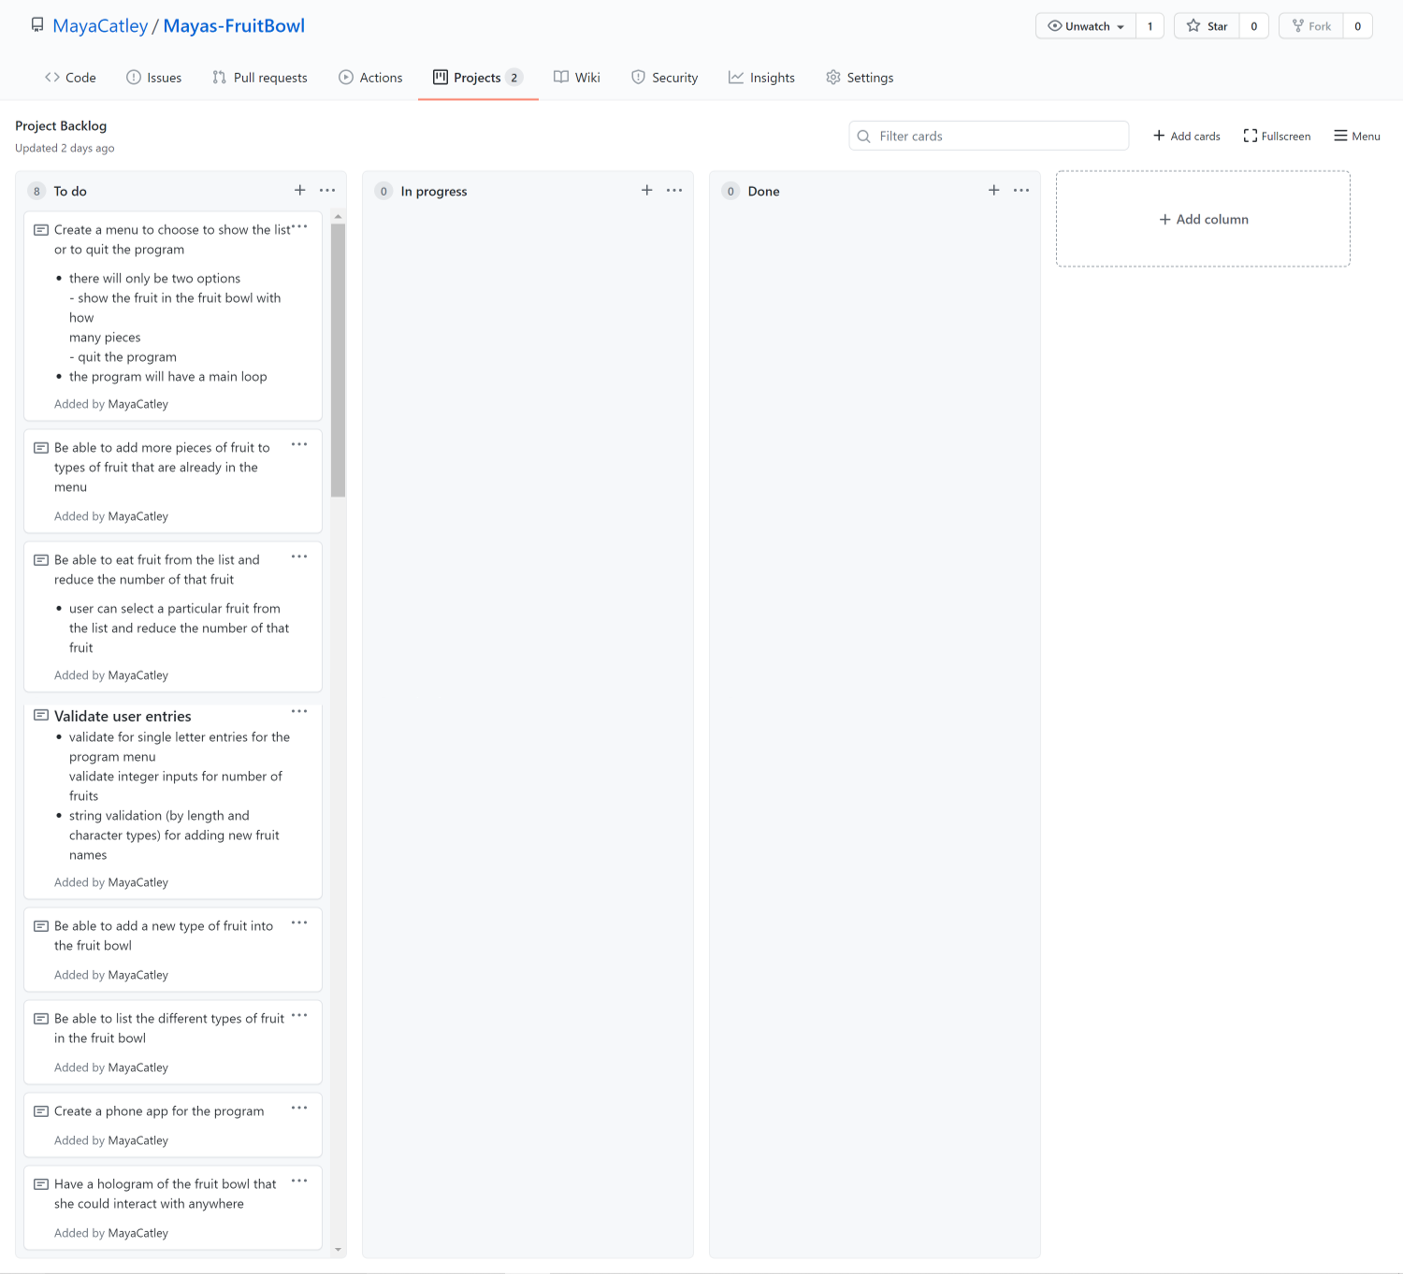 MayaCatley / Mayas-FruitBowl
Unwatch 1 Star 0 Fork 0
Code Issues Pull requests Actions Projects 2 Wiki Security Insights Settings
Project Backlog
Updated 2 days ago
Filter cards
Add cards Fullscreen Menu
8 To do
Create a menu to choose to show the list
or to quit the program
• there will only be two options
- show the fruit in the fruit bowl with
how
many pieces
- quit the program
• the program will have a main loop
Added by MayaCatley
Be able to add more pieces of fruit to
types of fruit that are already in the
menu
Added by MayaCatley
Be able to eat fruit from the list and
reduce the number of that fruit
• user can select a particular fruit from
the list and reduce the number of that
fruit
Added by MayaCatley
Validate user entries
• validate for single letter entries for the
program menu
validate integer inputs for number of
fruits
• string validation (by length and
character types) for adding new fruit
names
Added by MayaCatley
Be able to add a new type of fruit into
the fruit bowl
Added by MayaCatley
Be able to list the different types of fruit
in the fruit bowl
Added by MayaCatley
Create a phone app for the program
Added by MayaCatley
Have a hologram of the fruit bowl that
she could interact with anywhere
Added by MayaCatley
0 In progress
0 Done
+ Add column